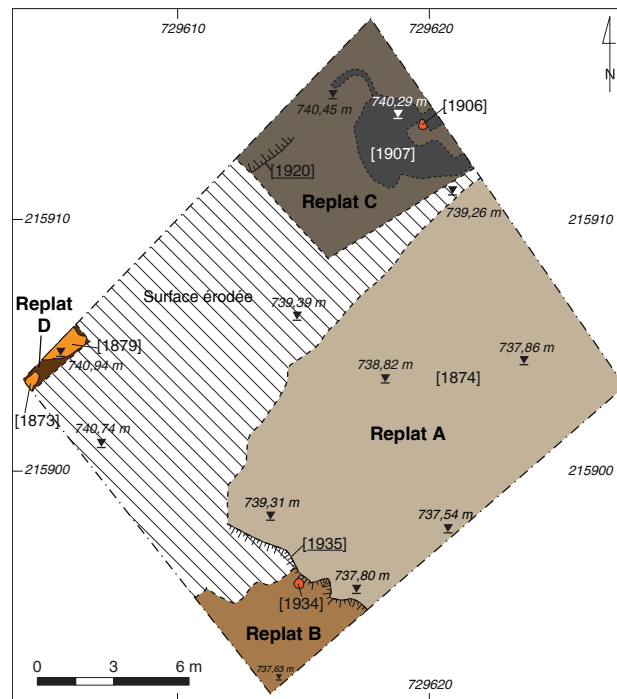 729610
729620
N
740,45 m
740,29 m
[1906]
[1907]
[1920]
Replat C
215910
739,26 m
215910
Surface érodée
739,39 m
Replat
D
[1879]
740,94 m
[1873]
740,74 m
738,82 m
[1874]
737,86 m
Replat A
215900
215900
739,31 m
737,54 m
[1935]
737,80 m
[1934]
Replat B
737,63 m
0 3 6 m
729620